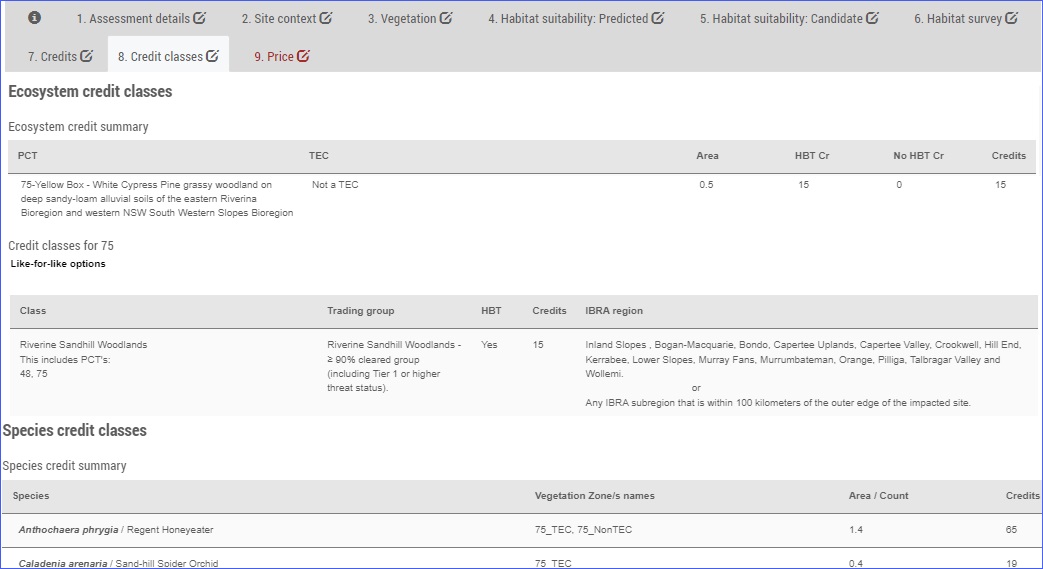 1. Assessment details 2. Site context 3. Vegetation 4. Habitat suitability: Predicted 5. Habitat suitability: Candidate 6. Habitat survey
7. Credits 8. Credit classes 9. Price
Ecosystem credit classes
Ecosystem credit summary
PCT TEC Area HBT Cr No HBT Cr Credits
75-Yellow Box - White Cypress Pine grassy woodland on Not a TEC 0.5 15 0 15
deep sandy-loam alluvial soils of the eastern Riverina
Bioregion and western NSW South Western Slopes Bioregion
Credit classes for 75
Like-for-like options
Class Trading group HBT Credits IBRA region
Riverine Sandhill Woodlands Riverine Sandhill Woodlands - Yes 15 Inland Slopes , Bogan-Macquarie, Bondo, Capertee Uplands, Capertee Valley, Crookwell, Hill End,
This includes PCT's: ≥ 90% cleared group Kerrabee, Lower Slopes, Murray Fans, Murrumbateman, Orange, Pilliga, Talbragar Valley and
48, 75 (including Tier 1 or higher Wollemi.
threat status). or
Any IBRA subregion that is within 100 kilometers of the outer edge of the impacted site.
Species credit classes
Species credit summary
Species Vegetation Zone/s names Area / Count Credits
Anthochaera phrygia / Regent Honeyeater 75_TEC, 75_NonTEC 1.4 65
Caladenia arenaria / Sand-hill Spider Orchid 75_TEC 0.4 19